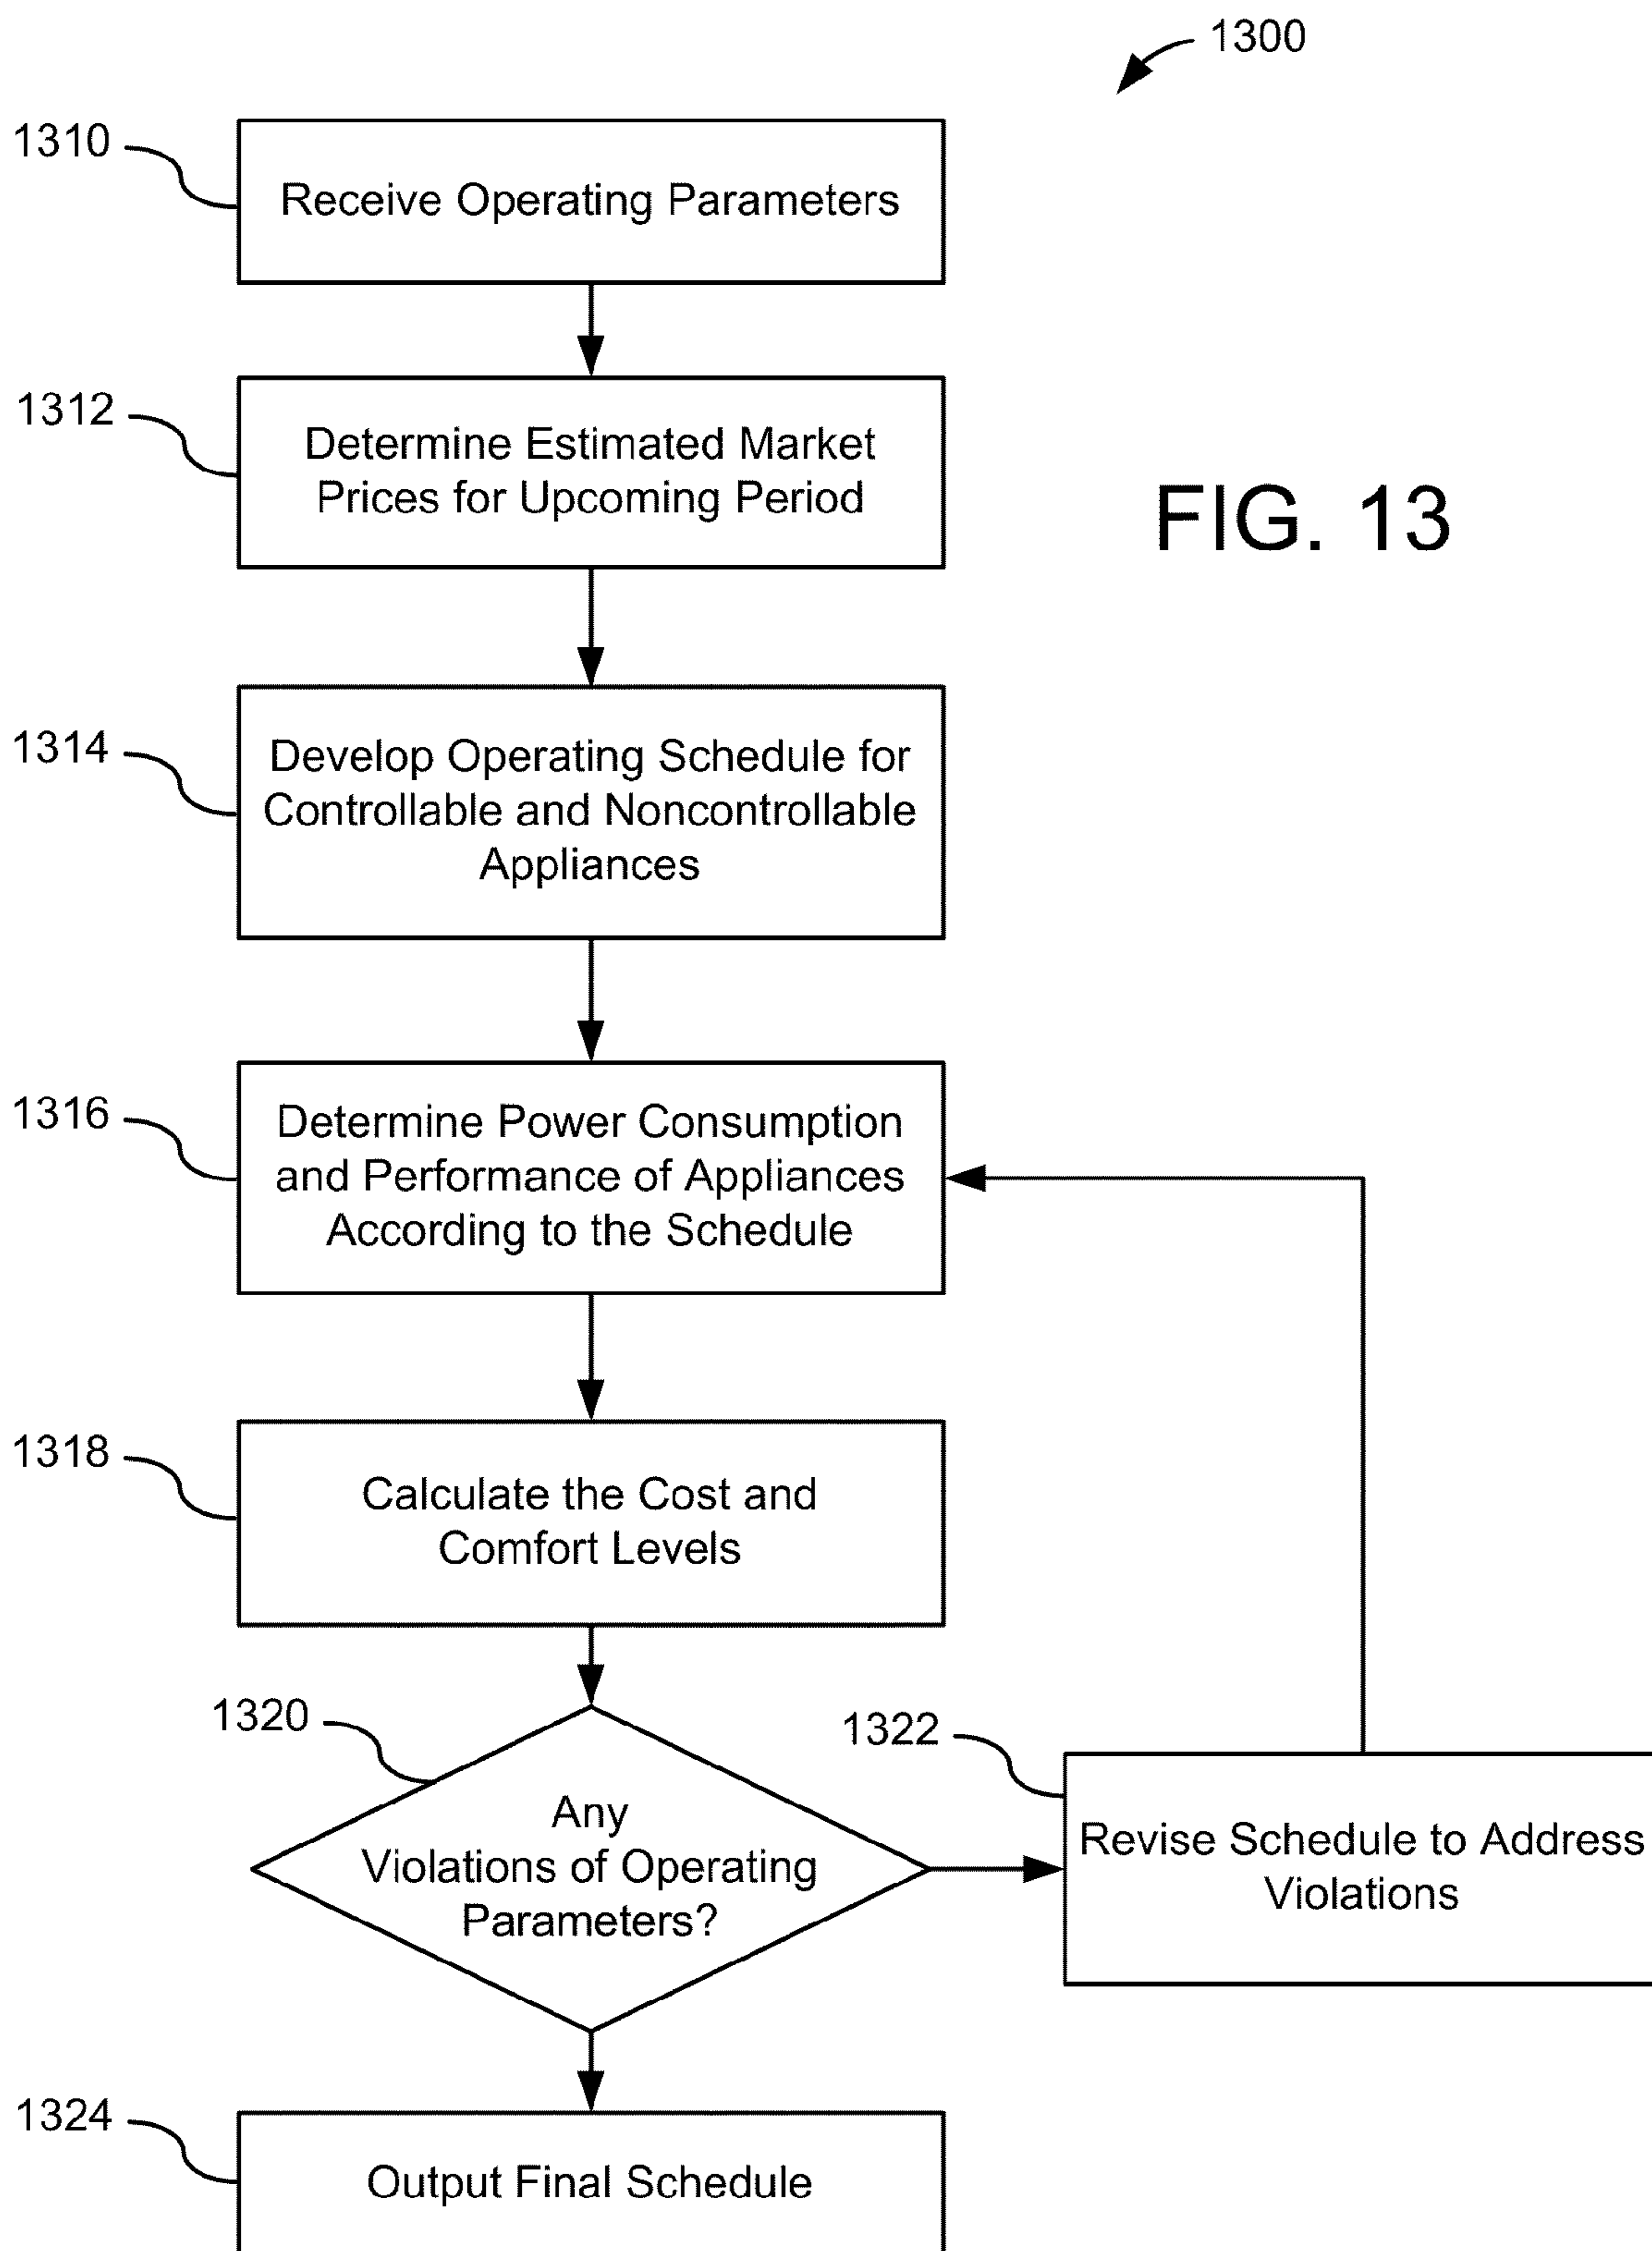 1300
1310
Receive Operating Parameters
1312
Determine Estimated Market
Prices for Upcoming Period
FIG. 13
1314
Develop Operating Schedule for
Controllable and Noncontrollable
Appliances
1316
Determine Power Consumption
and Performance of Appliances
According to the Schedule
1318
Calculate the Cost and
Comfort Levels
1320
Any
Violations of Operating
Parameters?
1322
Revise Schedule to Address
Violations
1324
Output Final Schedule